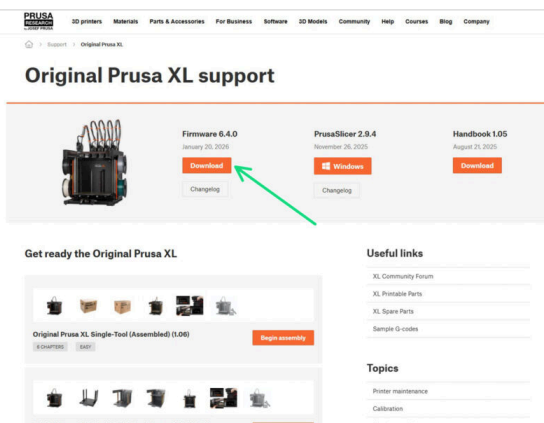 PRUSA
RESEARCH
by JOSEF PRUSA
3D printers Materials Parts & Accessories For Business Software 3D Models Community Help Courses Blog Company
Support Original Prusa XL
Original Prusa XL support
Firmware 6.4.0
January 20, 2026
Download
Changelog
PrusaSlicer 2.9.4
November 26, 2025
Windows
Changelog
Handbook 1.05
August 21, 2025
Download
Get ready the Original Prusa XL
Original Prusa XL Single-Tool (Assembled) (1.06)
6 CHAPTERS EASY
Begin assembly
Useful links
XL Community Forum
XL Printable Parts
XL Spare Parts
Sample G-codes
Topics
Printer maintenance
Calibration